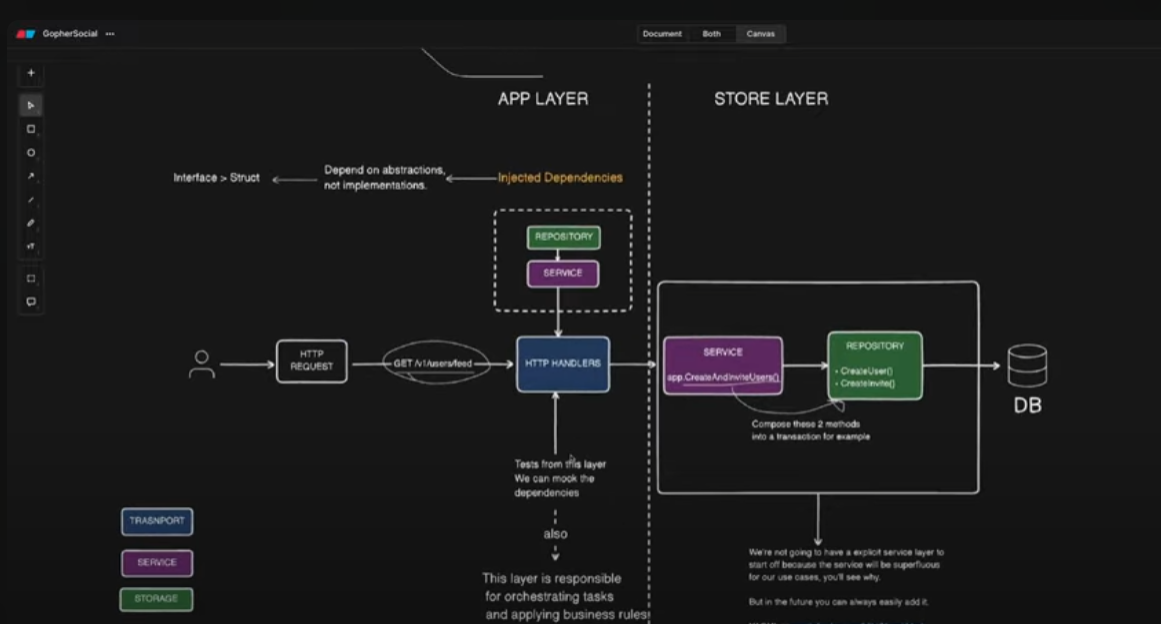 GopherSocial ...
Document Both Canvas
APP LAYER
STORE LAYER
Interface > Struct
Depend on abstractions,
not implementations.
Injected Dependencies
REPOSITORY
SERVICE
HTTP
REQUEST
GET /v1/users/feed
HTTP HANDLERS
SERVICE
app.CreateAndInviteUsers()
REPOSITORY
• CreateUser()
• CreateInvite()
DB
Compose these 2 methods
into a transaction for example
Tests from this layer
We can mock the
dependencies
also
This layer is responsible
for orchestrating tasks
and applying business rules
TRASNPORT
SERVICE
STORAGE
We're not going to have a explicit service layer to
start off because the service will be superfluous
for our use cases, you'll see why.
But in the future you can always easily add it.